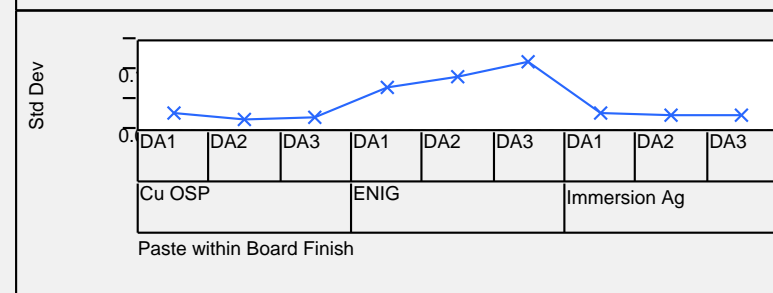 Std Dev
DA1 DA2 DA3 DA1 DA2 DA3 DA1 DA2 DA3
Cu OSP ENIG Immersion Ag
Paste within Board Finish